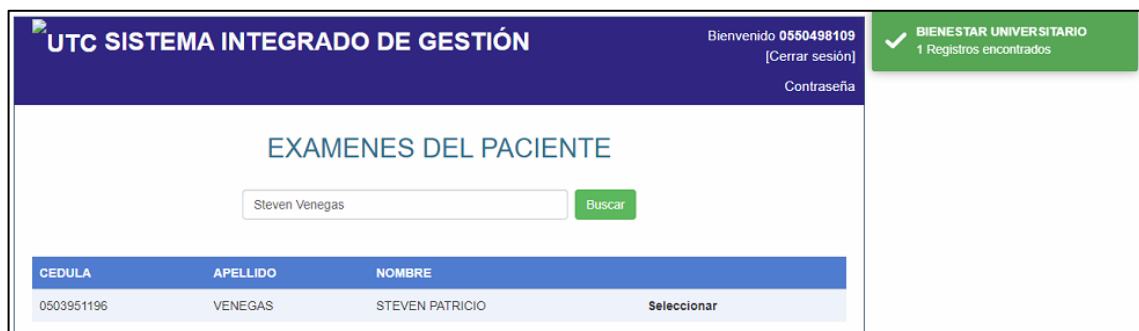 UTC SISTEMA INTEGRADO DE GESTIÓN
Bienvenido 0550498109
[Cerrar sesión]
Contraseña
BIENESTAR UNIVERSITARIO
1 Registros encontrados
EXAMENES DEL PACIENTE
Steven Venegas
Buscar
CEDULA APELLIDO NOMBRE
0503951196 VENEGAS STEVEN PATRICIO Seleccionar